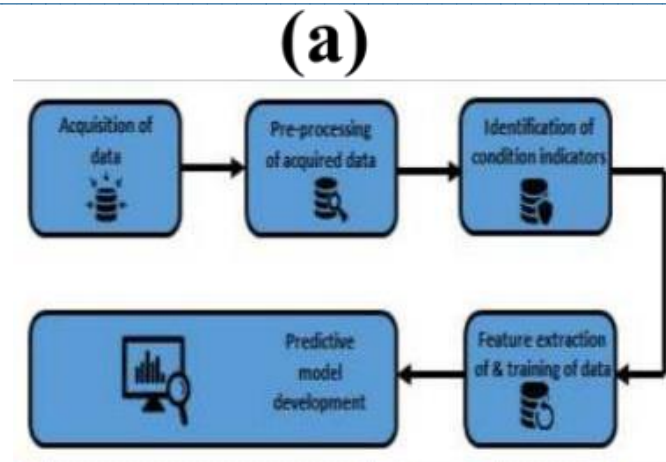 (a)
Acquisition of
data
Pre-processing
of acquired data
Identification of
condition indicators
Predictive
model
development
Feature extraction
of & training of data